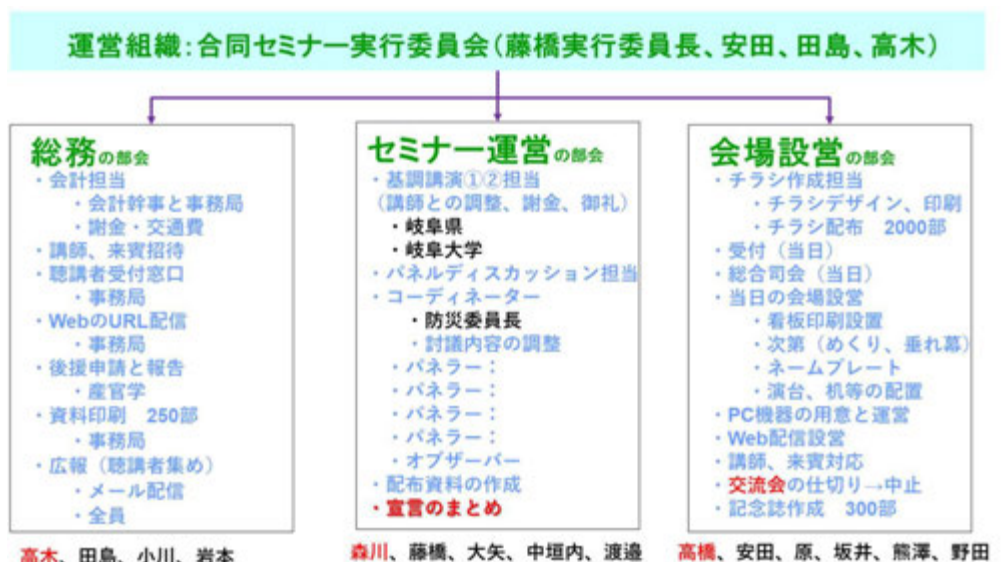 運営組織：合同セミナー実行委員会（藤橋実行委員長、安田、田島、高木）
総務の部会
・会計担当
・会計幹事と事務局
・謝金・交通費
・講師、来賓招待
・聴講者受付窓口
・事務局
・WebのURL配信
・事務局
・後援申請と報告
・産官学
・資料印刷　250部
・事務局
・広報（聴講者集め）
・メール配信
・全員
高木、田島、小川、岩本
セミナー運営の部会
・基調講演①②担当
（講師との調整、謝金、御礼）
・岐阜県
・岐阜大学
・パネルディスカッション担当
・コーディネーター
・防災委員長
・討議内容の調整
・パネラー：
・パネラー：
・パネラー：
・パネラー：
・オブザーバー
・配布資料の作成
・宣言のまとめ
森川、藤橋、大矢、中垣内、渡邉
会場設営の部会
・チラシ作成担当
・チラシデザイン、印刷
・チラシ配布　2000部
・受付（当日）
・総合司会（当日）
・当日の会場設営
・看板印刷設置
・次第（めくり、垂れ幕）
・ネームプレート
・演台、机等の配置
・PC機器の用意と運営
・Web配信設営
・講師、来賓対応
・交流会の仕切り→中止
・記念誌作成　300部
高橋、安田、原、坂井、熊澤、野田